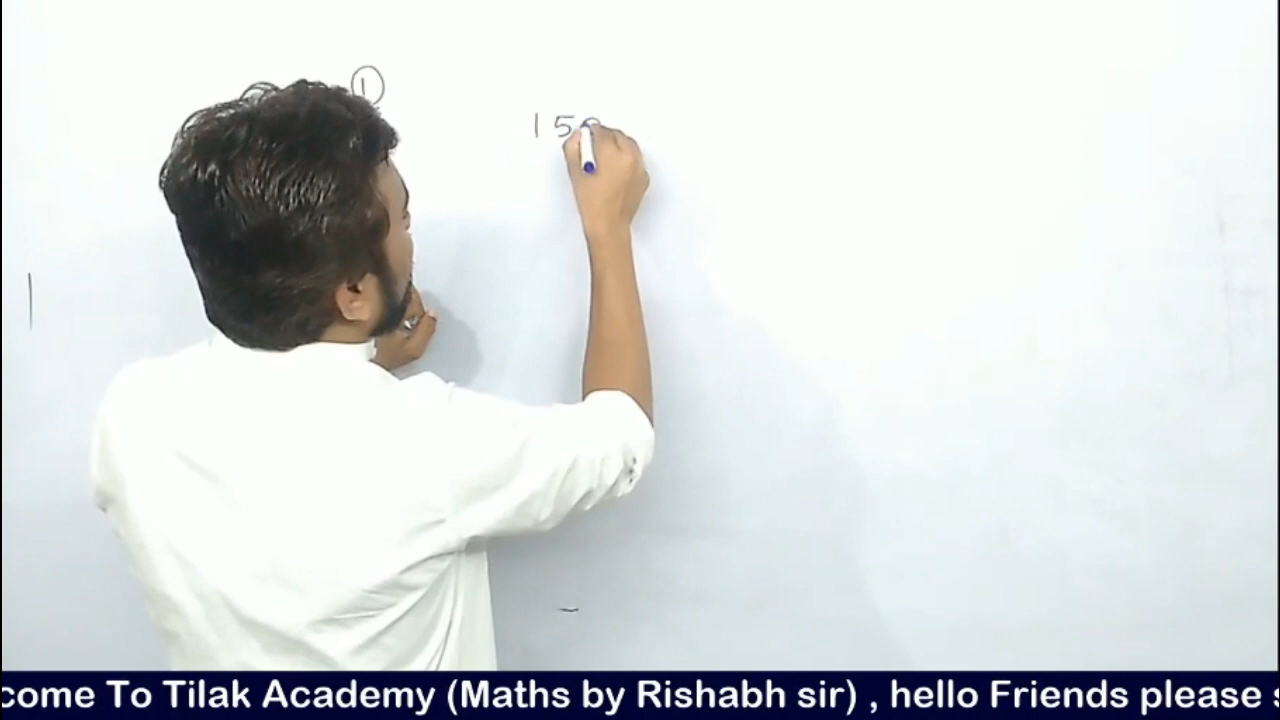 ①
15
come To Tilak Academy (Maths by Rishabh sir) , hello Friends please s